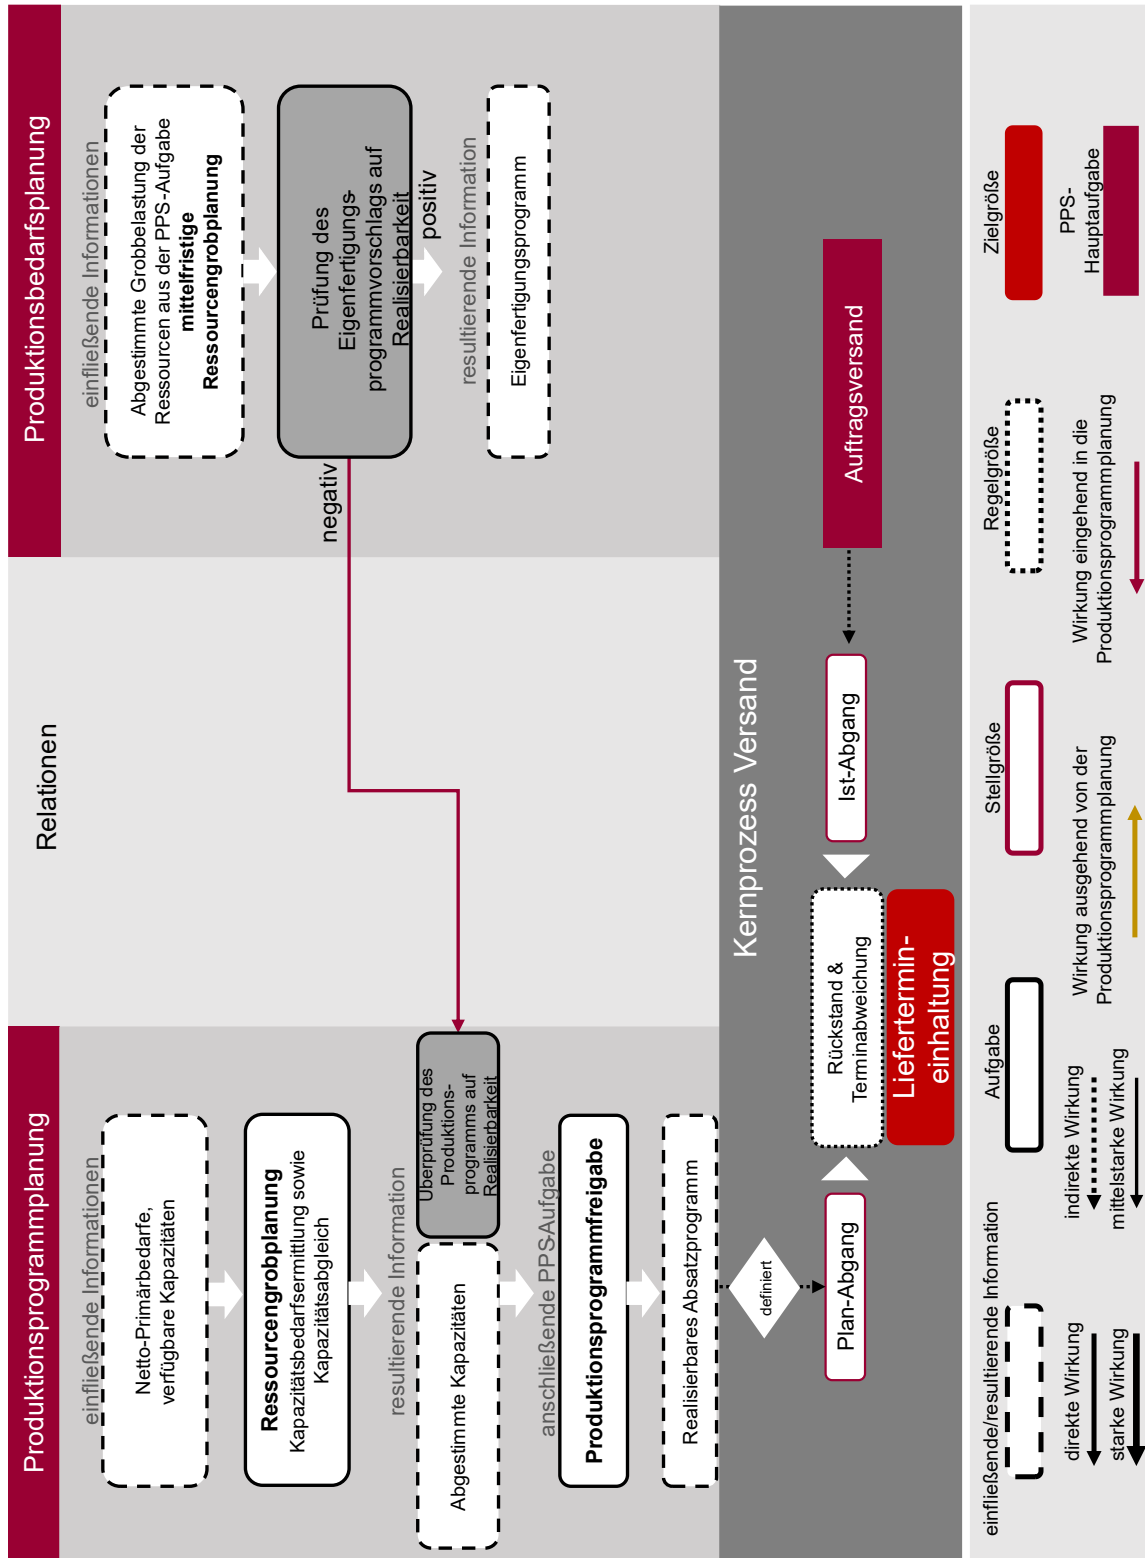 Produktionsprogrammplanung
einfließende Informationen
Netto-Primärbedarfe,
verfügbare Kapazitäten
Ressourcengrobplanung
Kapazitätsbedarfsermittlung sowie
Kapazitätsabgleich
resultierende Information
Abgestimmte Kapazitäten
Überprüfung des
Produktions-
programms auf
Realisierbarkeit
anschließende PPS-Aufgabe
Produktionsprogrammfreigabe
Realisierbares Absatzprogramm
Relationen
Produktionsbedarfsplanung
einfließende Informationen
Abgestimmte Grobbelastung der
Ressourcen aus der PPS-Aufgabe
mittelfristige
Ressourcengrobplanung
Prüfung des
Eigenfertigungs-
programmvorschlags auf
Realisierbarkeit
negativ
positiv
resultierende Information
Eigenfertigungsprogramm
Kernprozess Versand
definiert
Plan-Abgang
Rückstand &
Terminabweichung
Liefertermin-
einhaltung
Ist-Abgang
Auftragsversand
einfließende/resultierende Information
Aufgabe
Stellgröße
Regelgröße
Zielgröße
direkte Wirkung
starke Wirkung
indirekte Wirkung
mittelstarke Wirkung
Wirkung ausgehend von der
Produktionsprogrammplanung
Wirkung eingehend in die
Produktionsprogrammplanung
PPS-
Hauptaufgabe